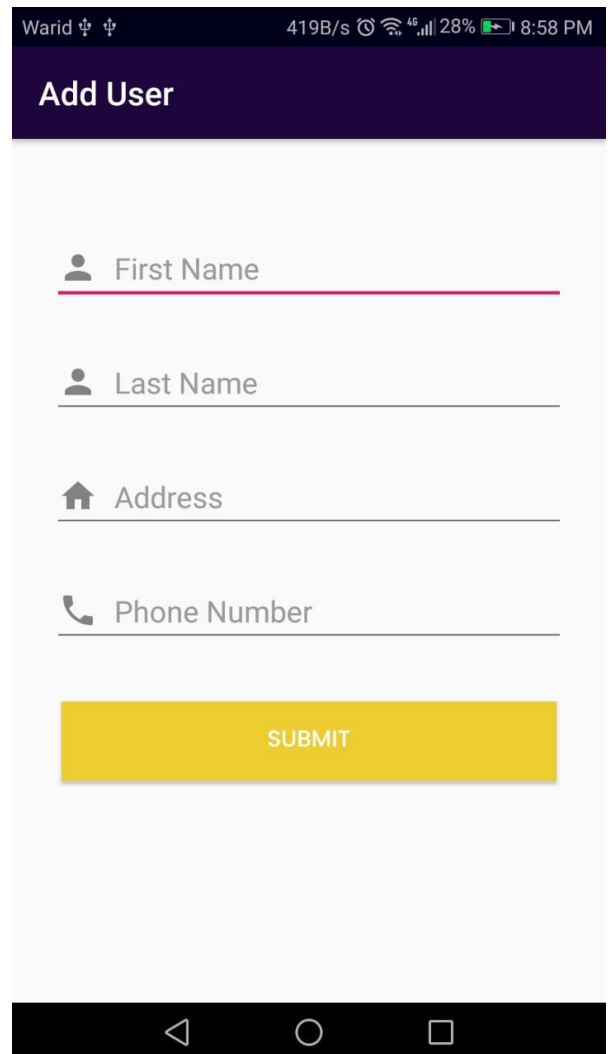 Warid 419B/s 4G 28% 8:58 PM
Add User
First Name
Last Name
Address
Phone Number
SUBMIT